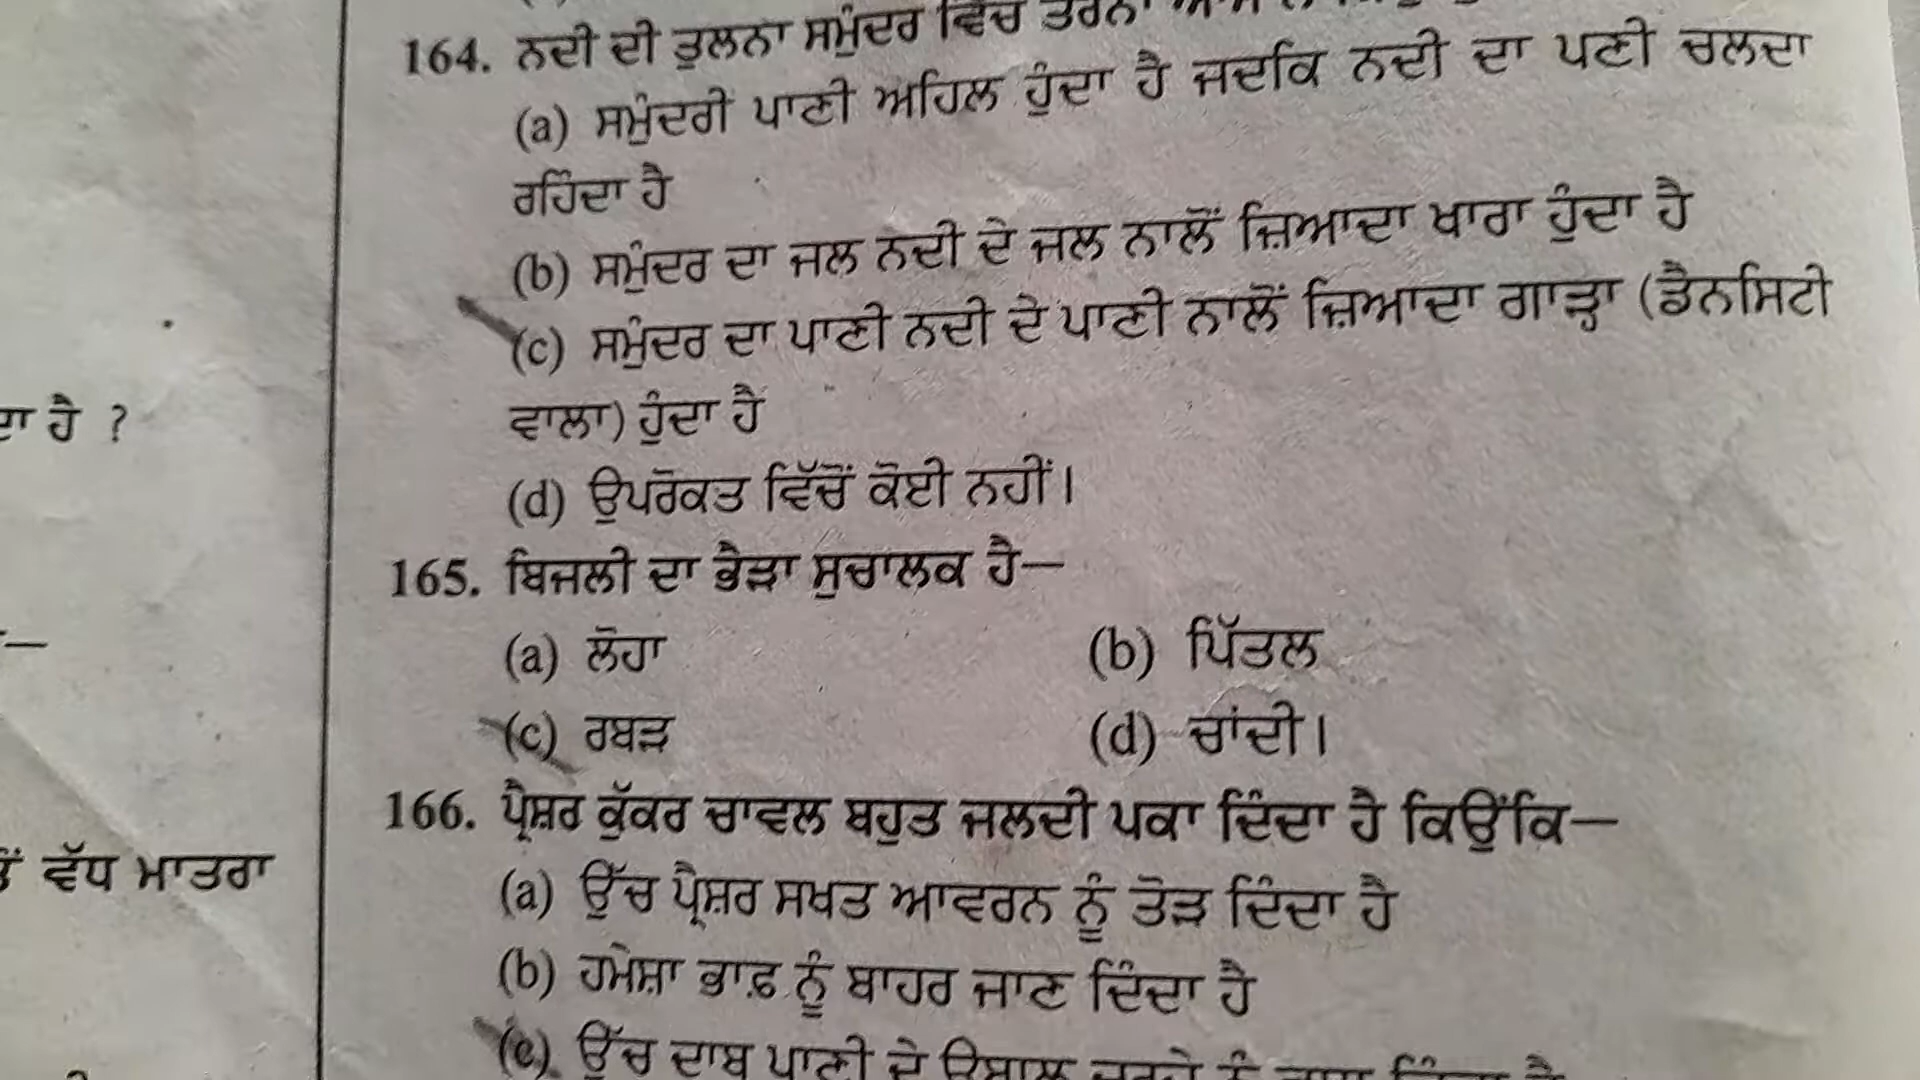 164. ਨਦੀ ਦੀ ਤੁਲਨਾ ਸਮੁੰਦਰ ਵਿੱਚ ਤਰਨਾ
(a) ਸਮੁੰਦਰੀ ਪਾਣੀ ਅਹਿਲ ਹੁੰਦਾ ਹੈ ਜਦਕਿ ਨਦੀ ਦਾ ਪਣੀ ਚਲਦਾ
ਰਹਿੰਦਾ ਹੈ
(b) ਸਮੁੰਦਰ ਦਾ ਜਲ ਨਦੀ ਦੇ ਜਲ ਨਾਲੋਂ ਜ਼ਿਆਦਾ ਖਾਰਾ ਹੁੰਦਾ ਹੈ
(c) ਸਮੁੰਦਰ ਦਾ ਪਾਣੀ ਨਦੀ ਦੇ ਪਾਣੀ ਨਾਲੋਂ ਜ਼ਿਆਦਾ ਗਾੜ੍ਹਾ (ਡੈਨਸਿਟੀ
ਵਾਲਾ) ਹੁੰਦਾ ਹੈ
(d) ਉਪਰੋਕਤ ਵਿੱਚੋਂ ਕੋਈ ਨਹੀਂ।
165. ਬਿਜਲੀ ਦਾ ਭੈੜਾ ਸੁਚਾਲਕ ਹੈ—
(a) ਲੋਹਾ (b) ਪਿੱਤਲ
(c) ਰਬੜ (d) ਚਾਂਦੀ।
166. ਪ੍ਰੈਸ਼ਰ ਕੁੱਕਰ ਚਾਵਲ ਬਹੁਤ ਜਲਦੀ ਪਕਾ ਦਿੰਦਾ ਹੈ ਕਿਉਂਕਿ—
(a) ਉੱਚ ਪ੍ਰੈਸ਼ਰ ਸਖਤ ਆਵਰਨ ਨੂੰ ਤੋੜ ਦਿੰਦਾ ਹੈ
(b) ਹਮੇਸ਼ਾ ਭਾਫ਼ ਨੂੰ ਬਾਹਰ ਜਾਣ ਦਿੰਦਾ ਹੈ
(c) ਉੱਚ ਦਾਬ ਪਾਣੀ ਦੇ
ਹੈ ?
ਵੱਧ ਮਾਤਰਾ